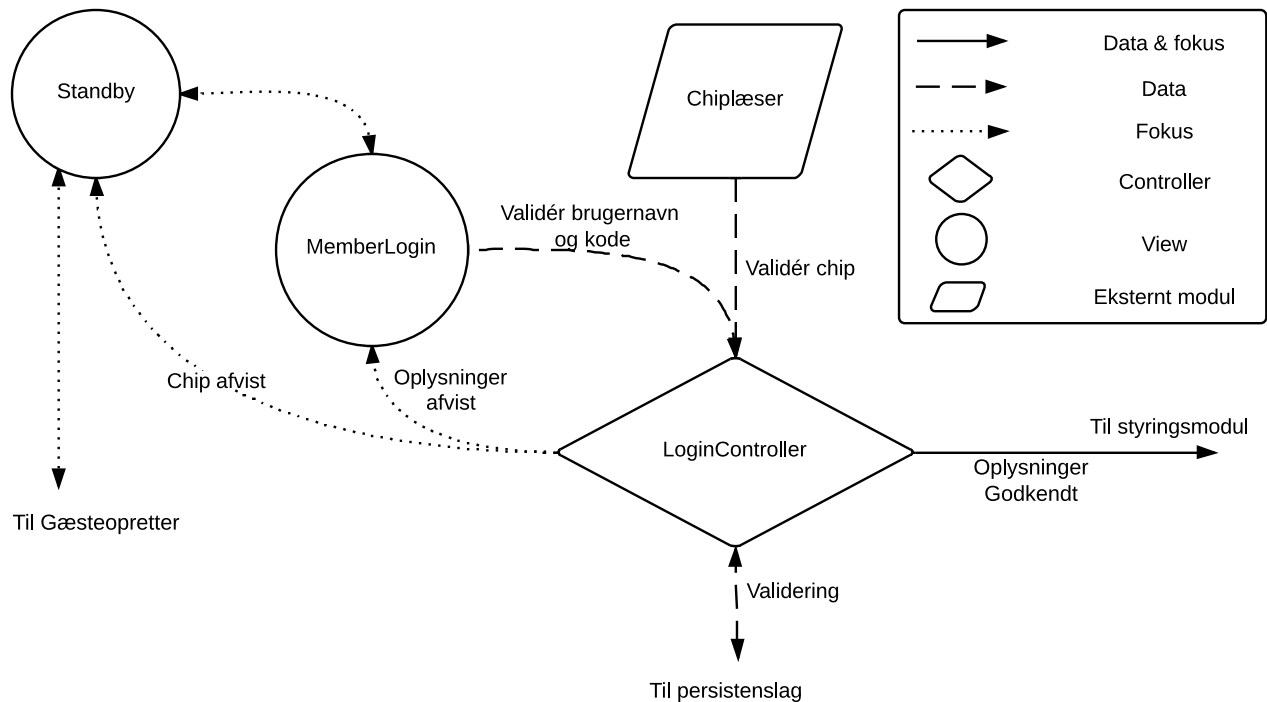 Standby
Chiplæser
Data & fokus
Data
Fokus
Controller
View
Eksternt modul
MemberLogin
Validér brugernavn
og kode
Validér chip
Chip afvist
Oplysninger
afvist
LoginController
Til styringsmodul
Oplysninger
Godkendt
Til Gæsteopretter
Validering
Til persistenslag